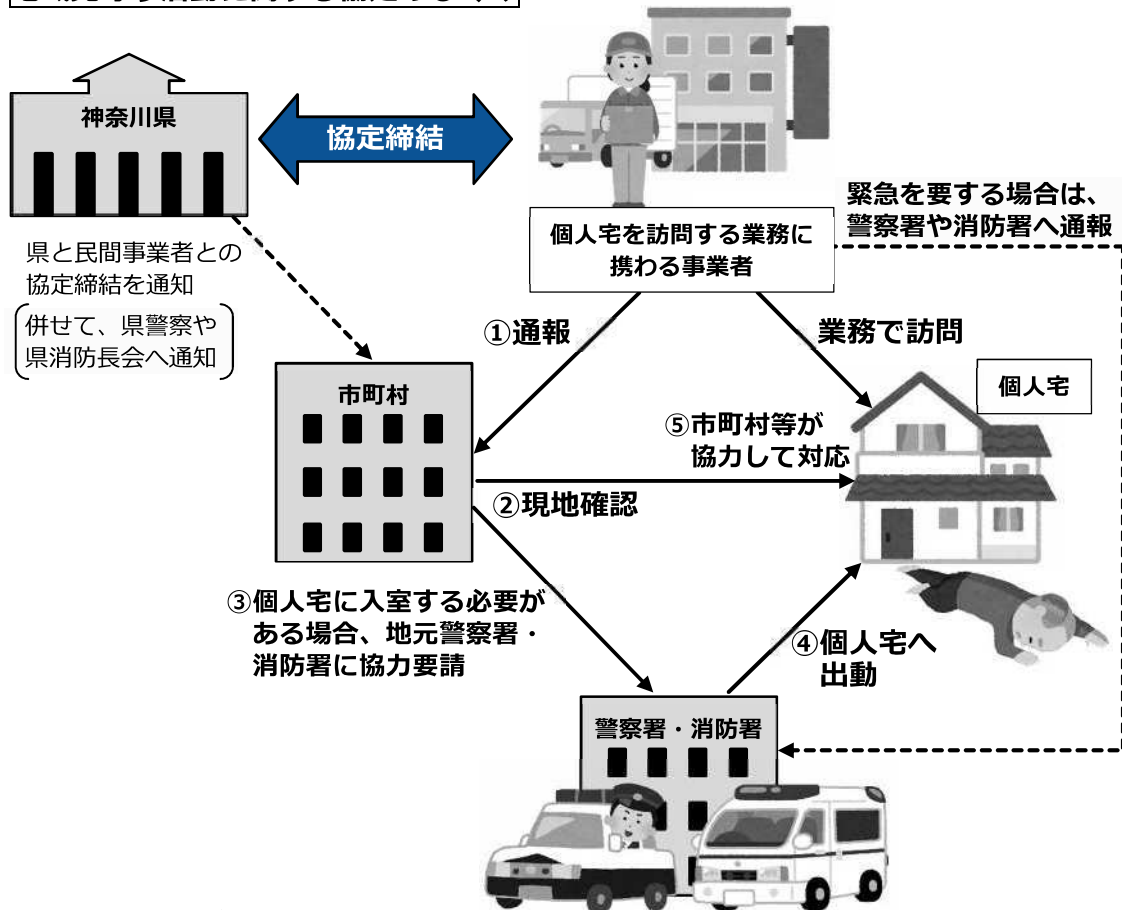 神奈川県
協定締結
緊急を要する場合は、
警察署や消防署へ通報
個人宅を訪問する業務に
携わる事業者
県と民間事業者との
協定締結を通知
併せて、県警察や
県消防長会へ通知
①通報
業務で訪問
市町村
個人宅
⑤市町村等が
協力して対応
②現地確認
③個人宅に入室する必要が
ある場合、地元警察署・
消防署に協力要請
④個人宅へ
出動
警察署・消防署